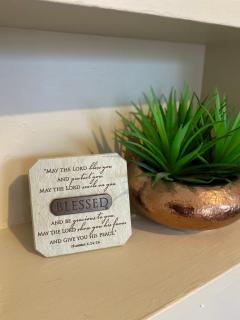 "MAY THE LORD bless you
AND protect you
MAY THE LORD smile on you
BLESSED
AND BE gracious to you
MAY THE LORD show you his favor
AND GIVE YOU HIS PEACE."
Numbers 6:24-26